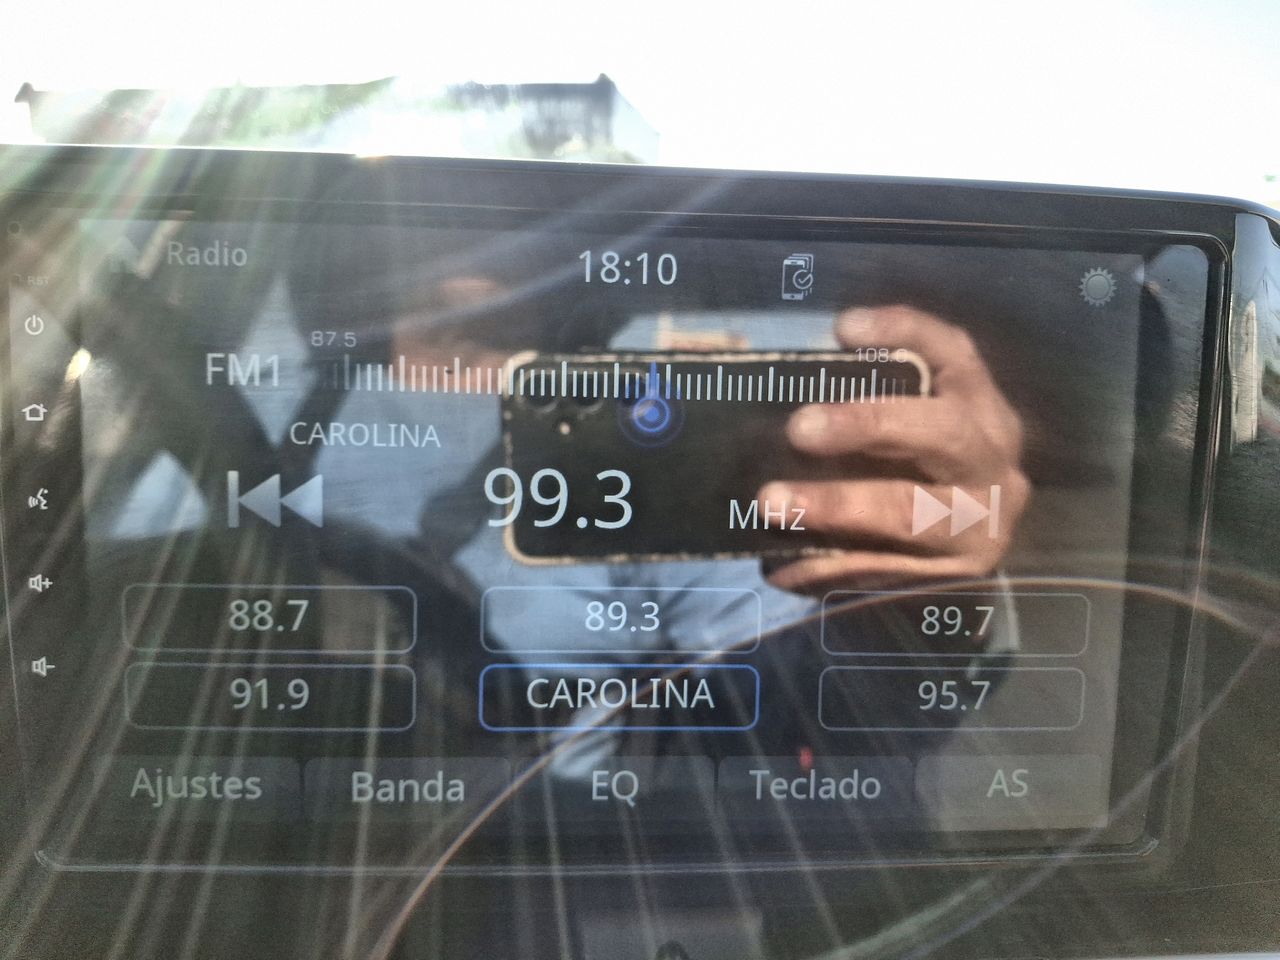 Radio
18:10
RST
87.5
108.0
FM1
CAROLINA
99.3 MHz
88.7
89.3
89.7
91.9
CAROLINA
95.7
Ajustes
Banda
EQ
Teclado
AS